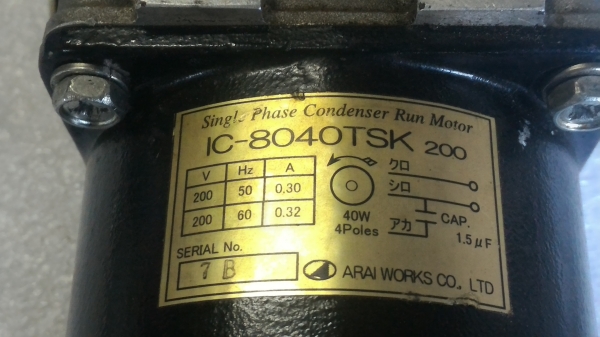 Single Phase Condenser Run Motor
IC-8040TSK 200
V Hz A
200 50 0.30
200 60 0.32
40W
4Poles
クロ
シロ
アカ
CAP.
1.5μF
SERIAL No.
7B
ARAI WORKS CO., LTD